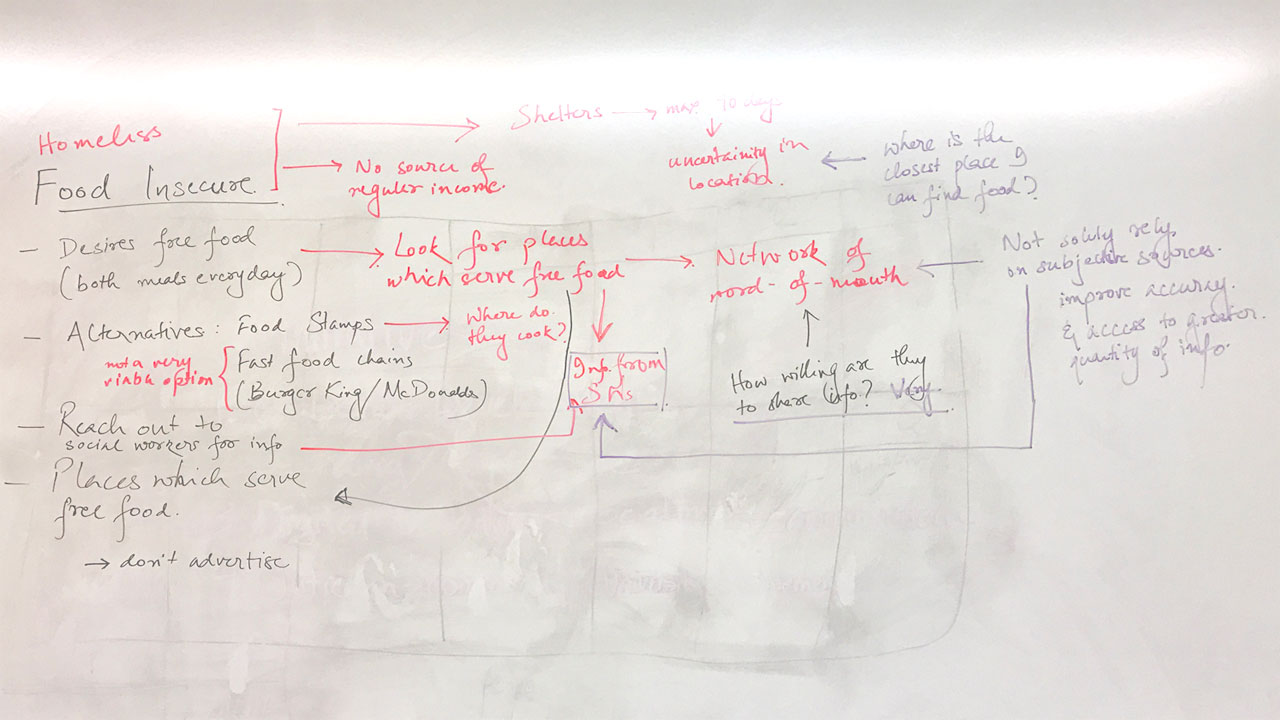 Homeless
Food Insecure.
Shelters → max. 70 days
No source of
regular income.
uncertainity in
location.
where is the
closest place I
can find food?
– Desires free food
(both meals everyday)
Look for places
which serve free food
Network of
word-of-mouth
Not solely rely
on subjective sources.
improve accuracy.
& access to greater
quantity of info.
– Alternatives: Food Stamps
Where do
they cook?
not a very
viable option
Fast food chains
(Burger King/McDonalds)
Info from
SWs
How willing are they
to share info? Very.
– Reach out to
social workers for info
– Places which serve
free food.
→ don't advertise